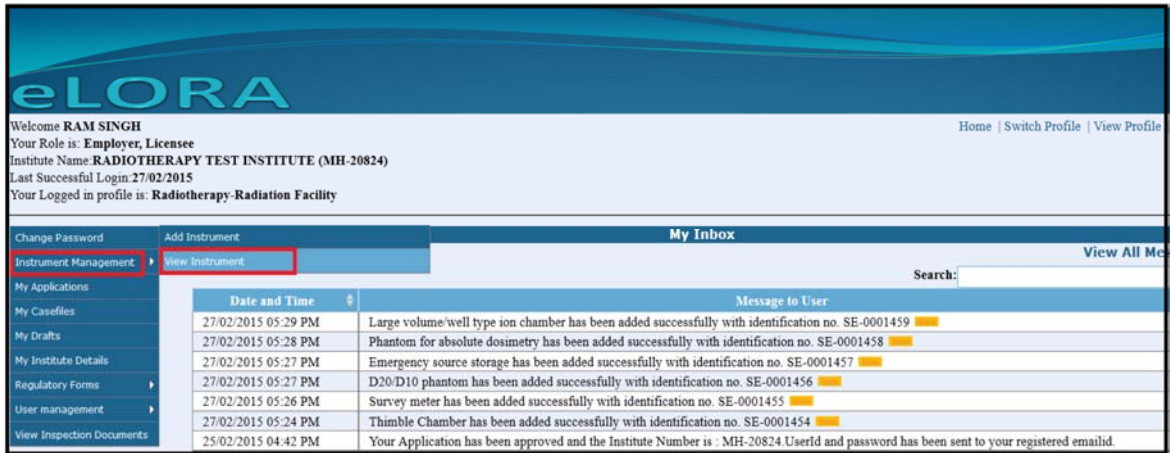 eLORA
Welcome RAM SINGH
Home | Switch Profile | View Profile
Your Role is: Employer, Licensee
Institute Name:RADIOTHERAPY TEST INSTITUTE (MH-20824)
Last Successful Login:27/02/2015
Your Logged in profile is: Radiotherapy-Radiation Facility
Change Password
Instrument Management
My Applications
My Casefiles
My Drafts
My Institute Details
Regulatory Forms
User management
View Inspection Documents
Add Instrument
View Instrument
My Inbox
View All Mes
Search:
Date and Time Message to User
27/02/2015 05:29 PM Large volume/well type ion chamber has been added successfully with identification no. SE-0001459
27/02/2015 05:28 PM Phantom for absolute dosimetry has been added successfully with identification no. SE-0001458
27/02/2015 05:27 PM Emergency source storage has been added successfully with identification no. SE-0001457
27/02/2015 05:27 PM D20/D10 phantom has been added successfully with identification no. SE-0001456
27/02/2015 05:26 PM Survey meter has been added successfully with identification no. SE-0001455
27/02/2015 05:24 PM Thimble Chamber has been added successfully with identification no. SE-0001454
25/02/2015 04:42 PM Your Application has been approved and the Institute Number is : MH-20824.UserId and password has been sent to your registered emailid.